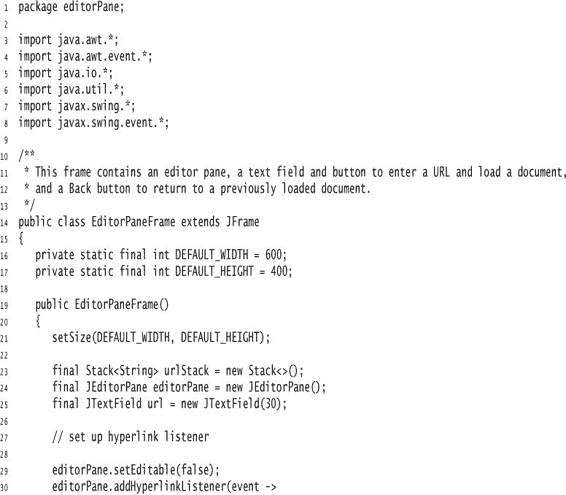 1 package editorPane;
2
3 import java.awt.*;
4 import java.awt.event.*;
5 import java.io.*;
6 import java.util.*;
7 import javax.swing.*;
8 import javax.swing.event.*;
9
10 /**
11  * This frame contains an editor pane, a text field and button to enter a URL and load a document,
12  * and a Back button to return to a previously loaded document.
13  */
14 public class EditorPaneFrame extends JFrame
15 {
16    private static final int DEFAULT_WIDTH = 600;
17    private static final int DEFAULT_HEIGHT = 400;
18
19    public EditorPaneFrame()
20    {
21       setSize(DEFAULT_WIDTH, DEFAULT_HEIGHT);
22
23       final Stack<String> urlStack = new Stack<>();
24       final JEditorPane editorPane = new JEditorPane();
25       final JTextField url = new JTextField(30);
26
27       // set up hyperlink listener
28
29       editorPane.setEditable(false);
30       editorPane.addHyperlinkListener(event ->